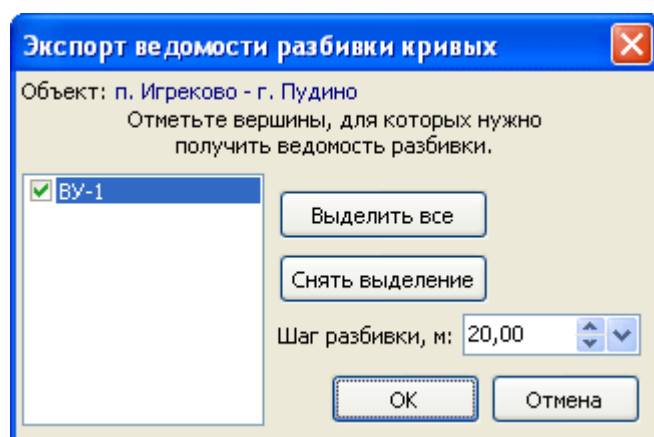 Экспорт ведомости разбивки кривых
Объект: п. Игреково - г. Пудино
Отметьте вершины, для которых нужно
получить ведомость разбивки.
ВУ-1
Выделить все
Снять выделение
Шаг разбивки, м: 20,00
ОК
Отмена